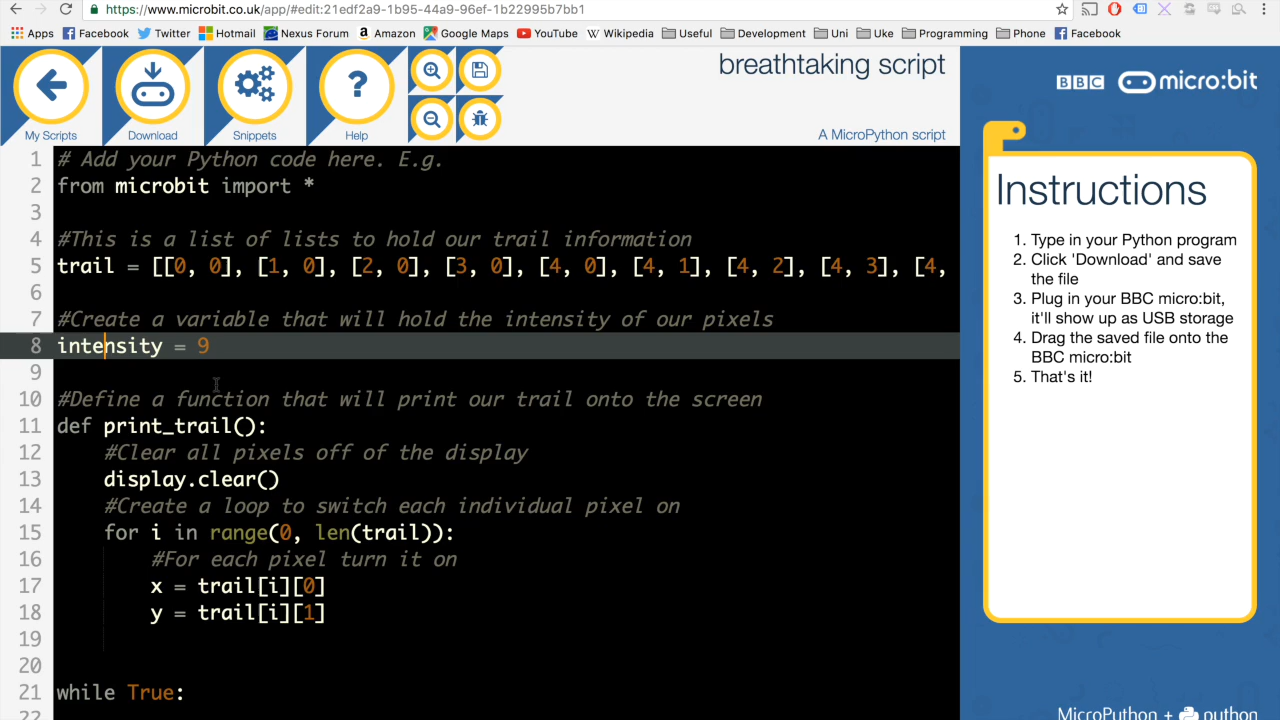 https://www.microbit.co.uk/app/#edit:21edf2a9-1b95-44a9-96ef-1b22995b7bb1
Apps Facebook Twitter Hotmail Nexus Forum Amazon Google Maps YouTube Wikipedia Useful Development Uni Uke Programming Phone Facebook
My Scripts Download Snippets Help
breathtaking script
A MicroPython script
BBC micro:bit
1 # Add your Python code here. E.g.
2 from microbit import *
3
4 #This is a list of lists to hold our trail information
5 trail = [[0, 0], [1, 0], [2, 0], [3, 0], [4, 0], [4, 1], [4, 2], [4, 3], [4,
6
7 #Create a variable that will hold the intensity of our pixels
8 intensity = 9
9
10 #Define a function that will print our trail onto the screen
11 def print_trail():
12 #Clear all pixels off of the display
13 display.clear()
14 #Create a loop to switch each individual pixel on
15 for i in range(0, len(trail)):
16 #For each pixel turn it on
17 x = trail[i][0]
18 y = trail[i][1]
19
20
21 while True:
22
Instructions
1. Type in your Python program
2. Click 'Download' and save
the file
3. Plug in your BBC micro:bit,
it'll show up as USB storage
4. Drag the saved file onto the
BBC micro:bit
5. That's it!
MicroPython + python